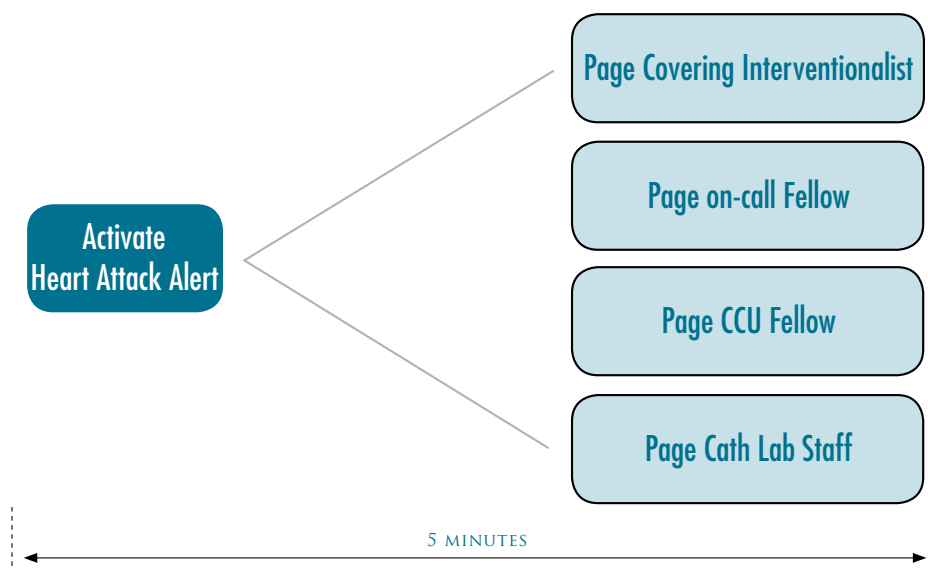 Page Covering Interventionalist
Page on-call Fellow
Activate
Heart Attack Alert
Page CCU Fellow
Page Cath Lab Staff
5 MINUTES